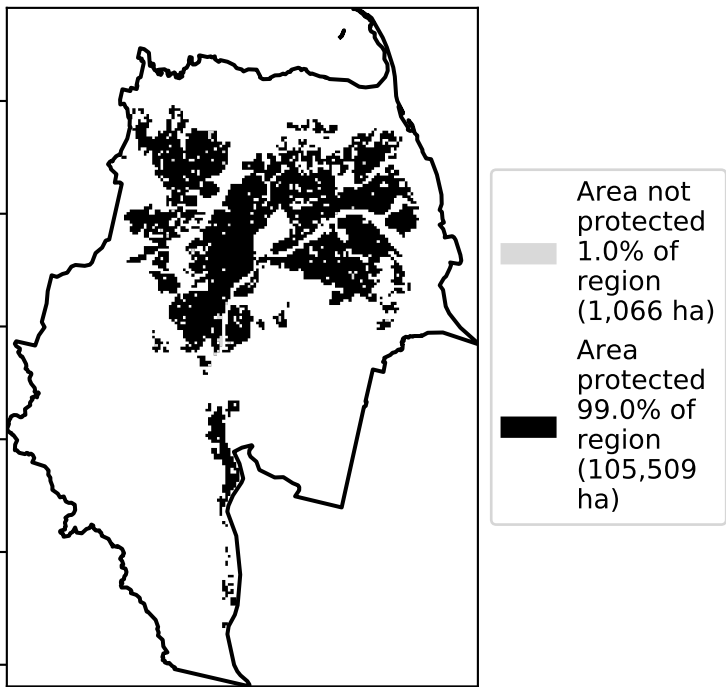 Area not
protected
1.0% of
region
(1,066 ha)
Area
protected
99.0% of
region
(105,509
ha)